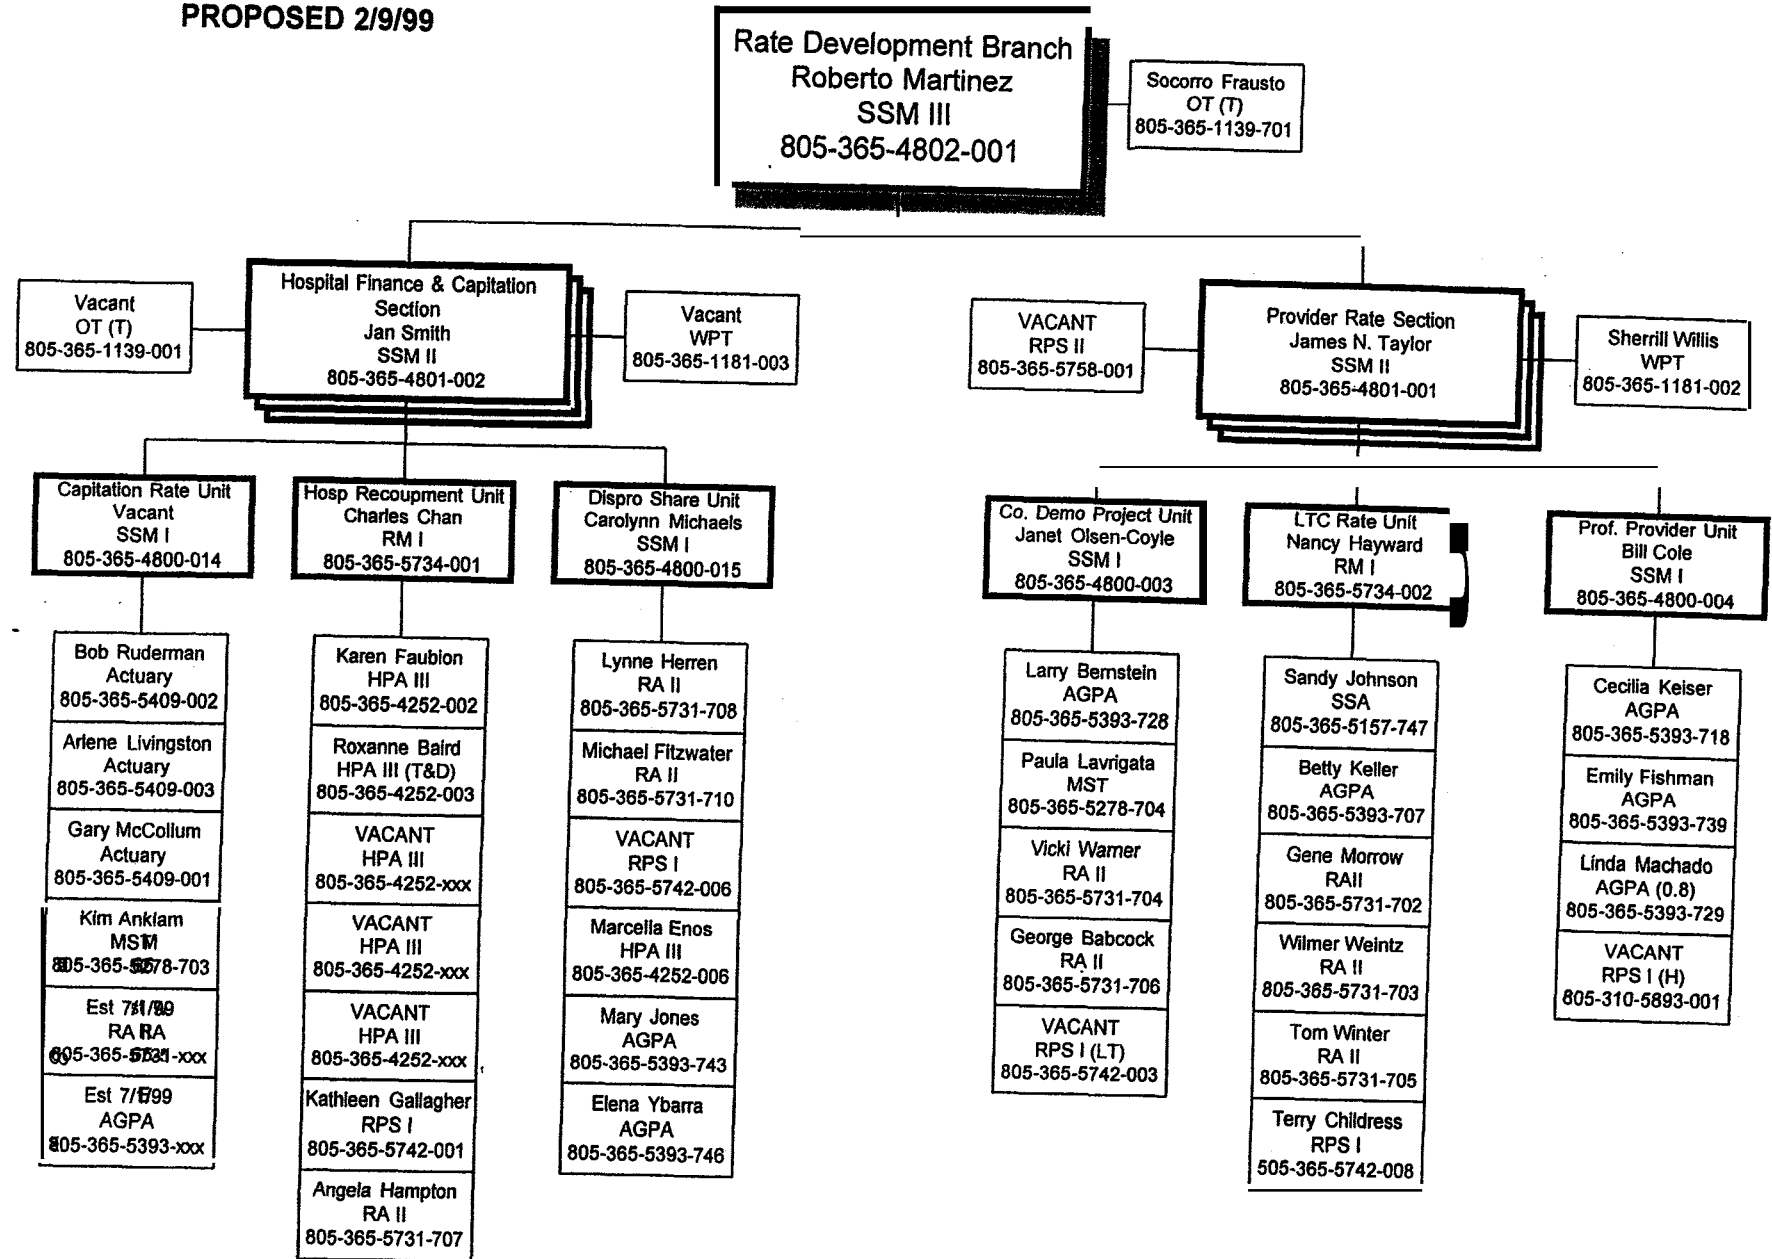 PROPOSED 2/9/99
Rate Development Branch
Roberto Martinez
SSM III
805-365-4802-001
Socorro Frausto
OT (T)
805-365-1139-701
Vacant
OT (T)
805-365-1139-001
Hospital Finance & Capitation
Section
Jan Smith
SSM II
805-365-4801-002
Vacant
WPT
805-365-1181-003
VACANT
RPS II
805-365-5758-001
Provider Rate Section
James N. Taylor
SSM II
805-365-4801-001
Sherrill Willis
WPT
805-365-1181-002
Capitation Rate Unit
Vacant
SSM I
805-365-4800-014
Hosp Recoupment Unit
Charles Chan
RM I
805-365-5734-001
Dispro Share Unit
Carolynn Michaels
SSM I
805-365-4800-015
Co. Demo Project Unit
Janet Olsen-Coyle
SSM I
805-365-4800-003
LTC Rate Unit
Nancy Hayward
RM I
805-365-5734-002
Prof. Provider Unit
Bill Cole
SSM I
805-365-4800-004
Bob Ruderman
Actuary
805-365-5409-002
Arlene Livingston
Actuary
805-365-5409-003
Gary McCollum
Actuary
805-365-5409-001
Kim Anklam
MST
-703
Est
RA
-xxx
Est
AGPA
805-365-5393-xxx
Karen Faubion
HPA III
805-365-4252-002
Roxanne Baird
HPA III (T&D)
805-365-4252-003
VACANT
HPA III
805-365-4252-xxx
VACANT
HPA III
805-365-4252-xxx
VACANT
HPA III
805-365-4252-xxx
Kathleen Gallagher
RPS I
805-365-5742-001
Angela Hampton
RA II
805-365-5731-707
Lynne Herren
RA II
805-365-5731-708
Michael Fitzwater
RA II
805-365-5731-710
VACANT
RPS I
805-365-5742-006
Marcella Enos
HPA III
805-365-4252-006
Mary Jones
AGPA
805-365-5393-743
Elena Ybarra
AGPA
805-365-5393-746
Larry Bernstein
AGPA
805-365-5393-728
Paula Lavrigata
MST
805-365-5278-704
Vicki Warner
RA II
805-365-5731-704
George Babcock
RA II
805-365-5731-706
VACANT
RPS I (LT)
805-365-5742-003
Sandy Johnson
SSA
805-365-5157-747
Betty Keller
AGPA
805-365-5393-707
Gene Morrow
RAII
805-365-5731-702
Wilmer Weintz
RA II
805-365-5731-703
Tom Winter
RA II
805-365-5731-705
Terry Childress
RPS I
505-365-5742-008
Cecilia Keiser
AGPA
805-365-5393-718
Emily Fishman
AGPA
805-365-5393-739
Linda Machado
AGPA (0.8)
805-365-5393-729
VACANT
RPS I (H)
805-310-5893-001